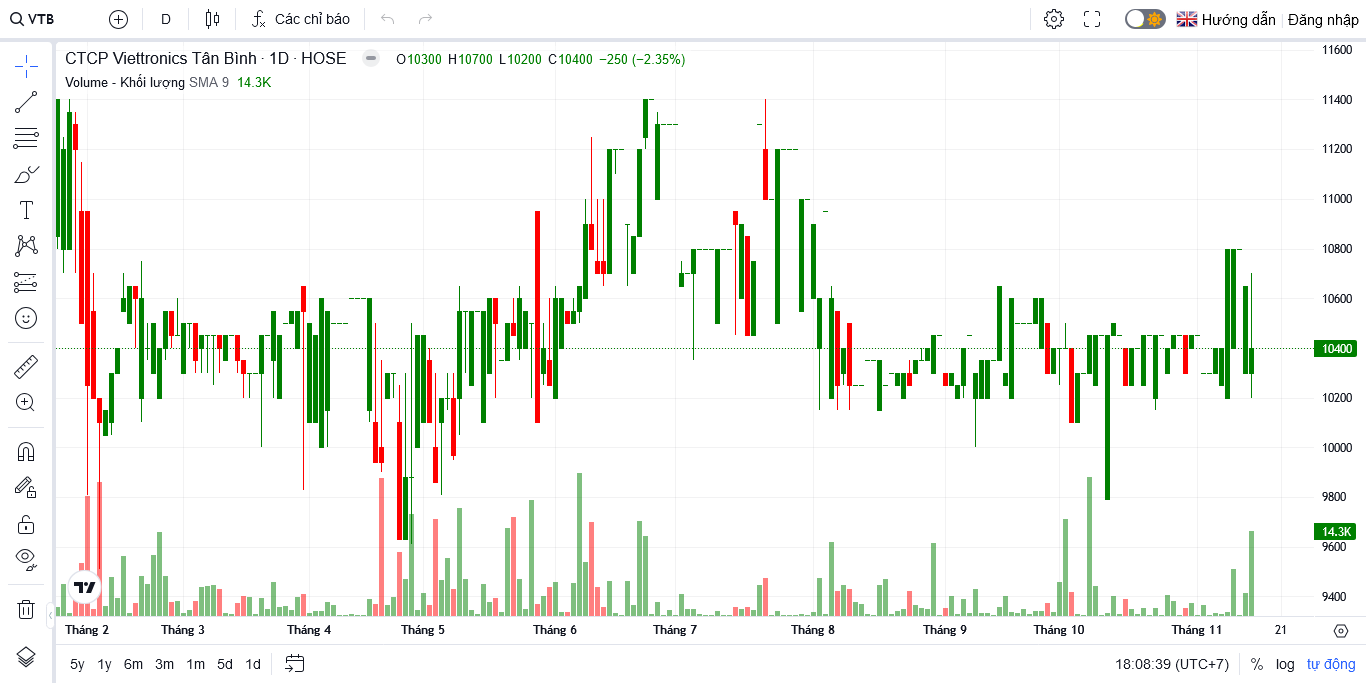 VTB D Các chỉ báo Hướng dẫn Đăng nhập
CTCP Viettronics Tân Bình · 1D · HOSE O10300 H10700 L10200 C10400 −250 (−2.35%)
Volume - Khối lượng SMA 9 14.3K
11600
11400
11200
11000
10800
10600
10400
10200
10000
9800
14.3K
9600
9400
Tháng 2 Tháng 3 Tháng 4 Tháng 5 Tháng 6 Tháng 7 Tháng 8 Tháng 9 Tháng 10 Tháng 11 21
5y 1y 6m 3m 1m 5d 1d 18:08:39 (UTC+7) % log tự động